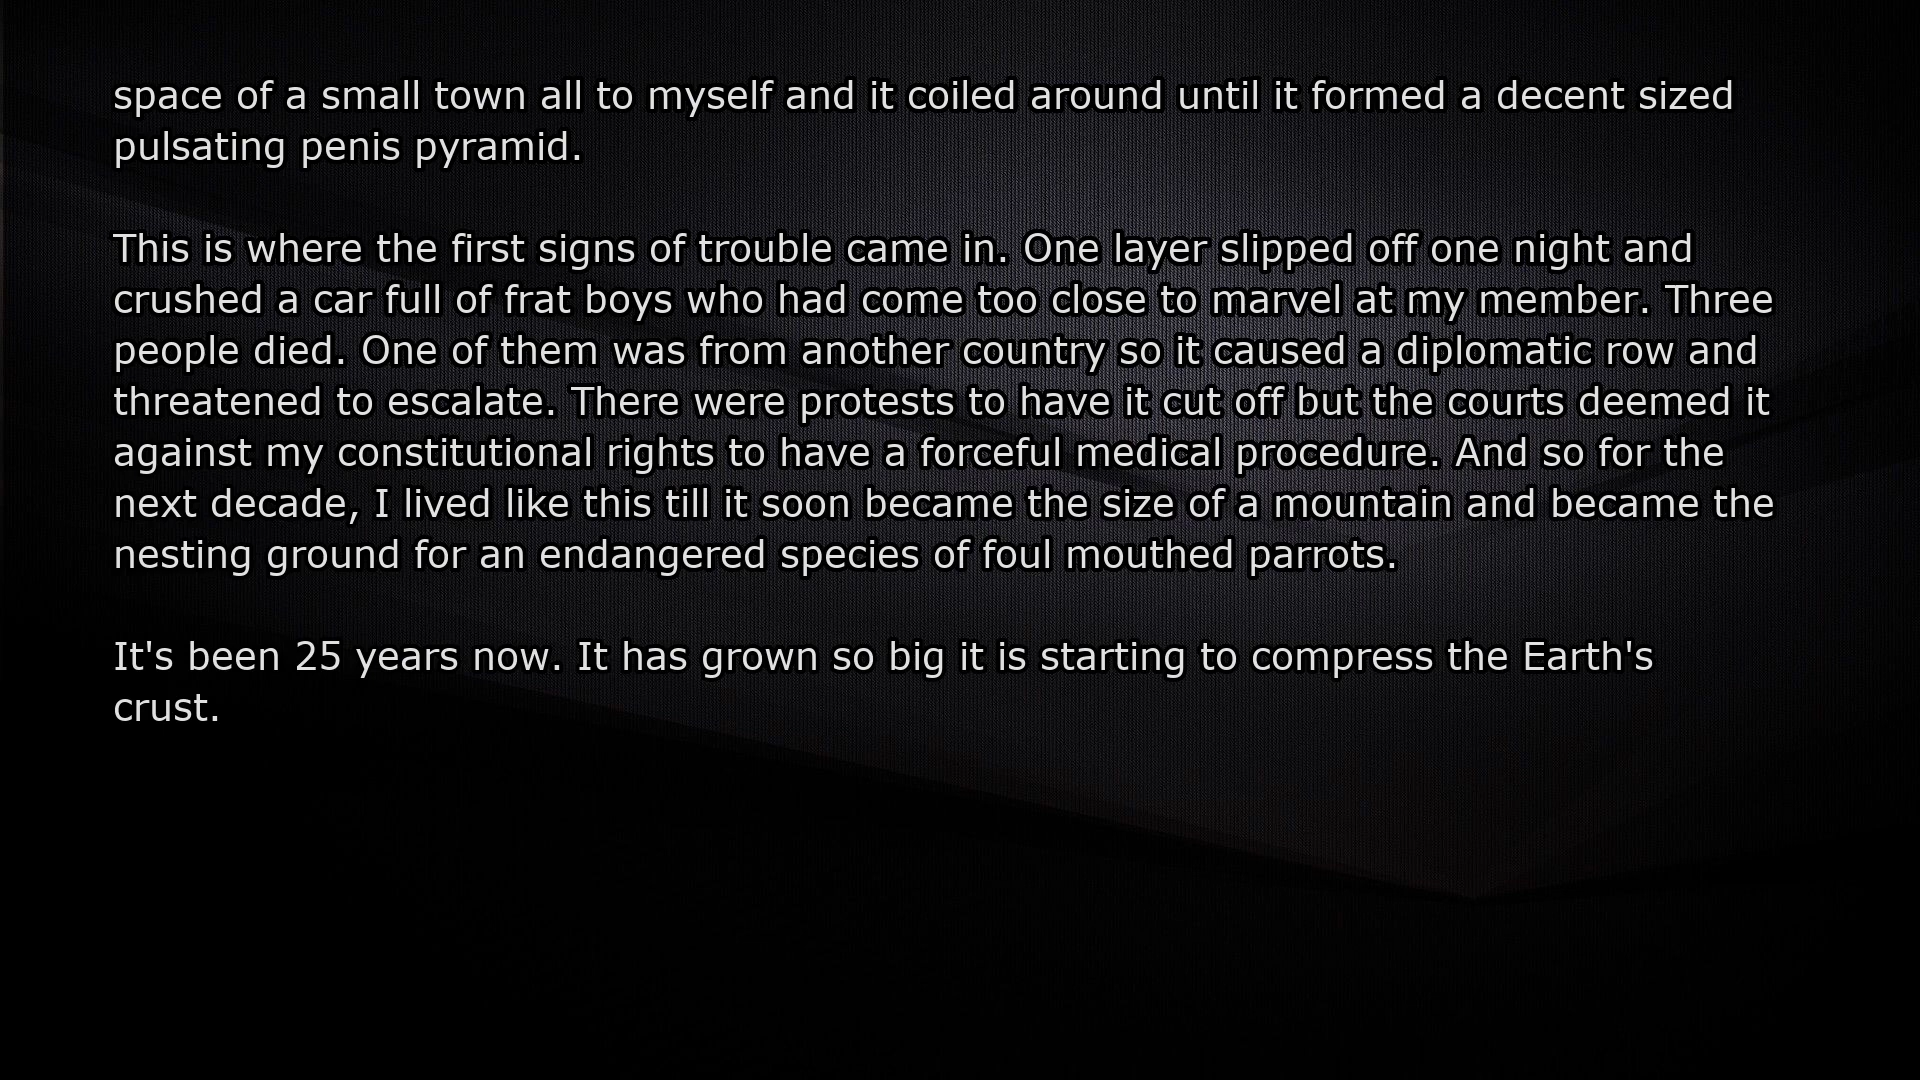 space of a small town all to myself and it coiled around until it formed a decent sized
pulsating penis pyramid.
This is where the first signs of trouble came in. One layer slipped off one night and
crushed a car full of frat boys who had come too close to marvel at my member. Three
people died. One of them was from another country so it caused a diplomatic row and
threatened to escalate. There were protests to have it cut off but the courts deemed it
against my constitutional rights to have a forceful medical procedure. And so for the
next decade, I lived like this till it soon became the size of a mountain and became the
nesting ground for an endangered species of foul mouthed parrots.
It's been 25 years now. It has grown so big it is starting to compress the Earth's
crust.